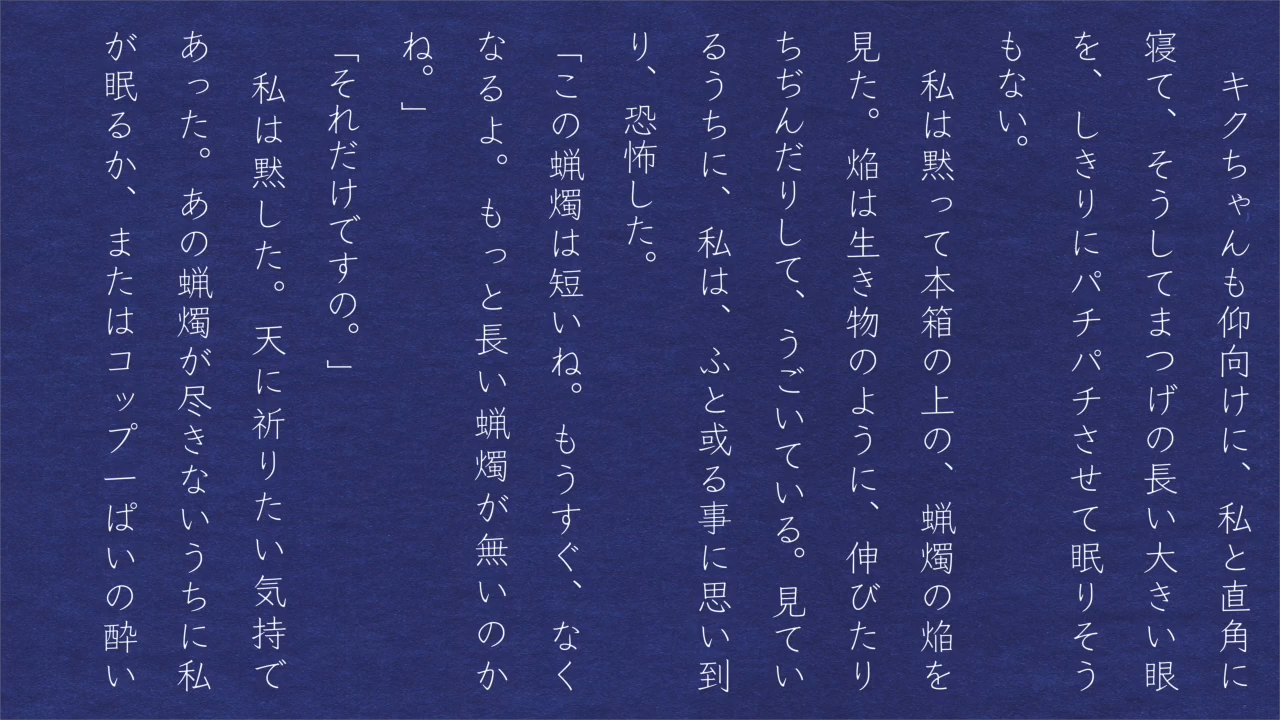 キクちゃんも仰向けに、私と直角に
寝て、そうしてまつげの長い大きい眼
を、しきりにパチパチさせて眠りそう
もない。
私は黙って本箱の上の、蝋燭の焔を
見た。焔は生き物のように、伸びたり
ちぢんだりして、うごいている。見てい
るうちに、私は、ふと或る事に思い到
り、恐怖した。
「この蝋燭は短いね。もうすぐ、なく
なるよ。もっと長い蝋燭が無いのか
ね。」
「それだけですの。」
私は黙した。天に祈りたい気持で
あった。あの蝋燭が尽きないうちに私
が眠るか、またはコップ一ぱいの酔い